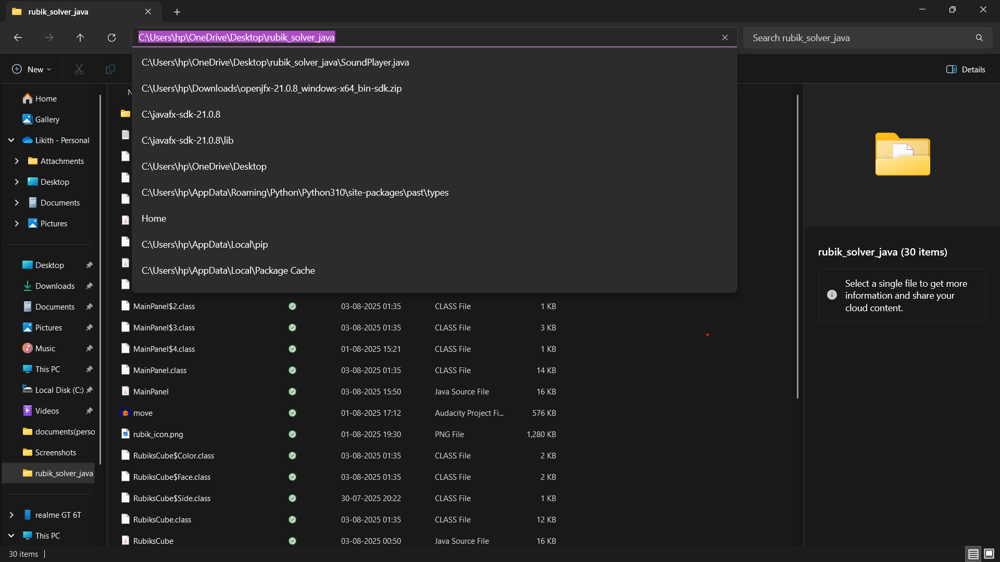 rubik_solver_java
C:\Users\hp\OneDrive\Desktop\rubik_solver_java
Search rubik_solver_java
New
Details
C:\Users\hp\OneDrive\Desktop\rubik_solver_java\SoundPlayer.java
C:\Users\hp\Downloads\openjfx-21.0.8_windows-x64_bin-sdk.zip
C:\javafx-sdk-21.0.8
C:\javafx-sdk-21.0.8\lib
C:\Users\hp\OneDrive\Desktop
C:\Users\hp\AppData\Roaming\Python\Python310\site-packages\past\types
Home
C:\Users\hp\AppData\Local\pip
C:\Users\hp\AppData\Local\Package Cache
Home
Gallery
Likith - Personal
Attachments
Desktop
Documents
Pictures
Desktop
Downloads
Documents
Pictures
Music
This PC
Local Disk (C:)
Videos
documents(perso
Screenshots
rubik_solver_java
realme GT 6T
This PC
MainPanel$2.class 03-08-2025 01:35 CLASS File 1 KB
MainPanel$3.class 03-08-2025 01:35 CLASS File 3 KB
MainPanel$4.class 01-08-2025 15:21 CLASS File 1 KB
MainPanel.class 03-08-2025 01:35 CLASS File 14 KB
MainPanel 03-08-2025 15:50 Java Source File 16 KB
move 01-08-2025 17:12 Audacity Project Fi... 576 KB
rubik_icon.png 01-08-2025 19:30 PNG File 1,280 KB
RubiksCube$Color.class 03-08-2025 01:35 CLASS File 2 KB
RubiksCube$Face.class 03-08-2025 01:35 CLASS File 2 KB
RubiksCube$Side.class 30-07-2025 20:22 CLASS File 1 KB
RubiksCube.class 03-08-2025 01:35 CLASS File 12 KB
RubiksCube 03-08-2025 00:50 Java Source File 16 KB
rubik_solver_java (30 items)
Select a single file to get more
information and share your
cloud content.
30 items